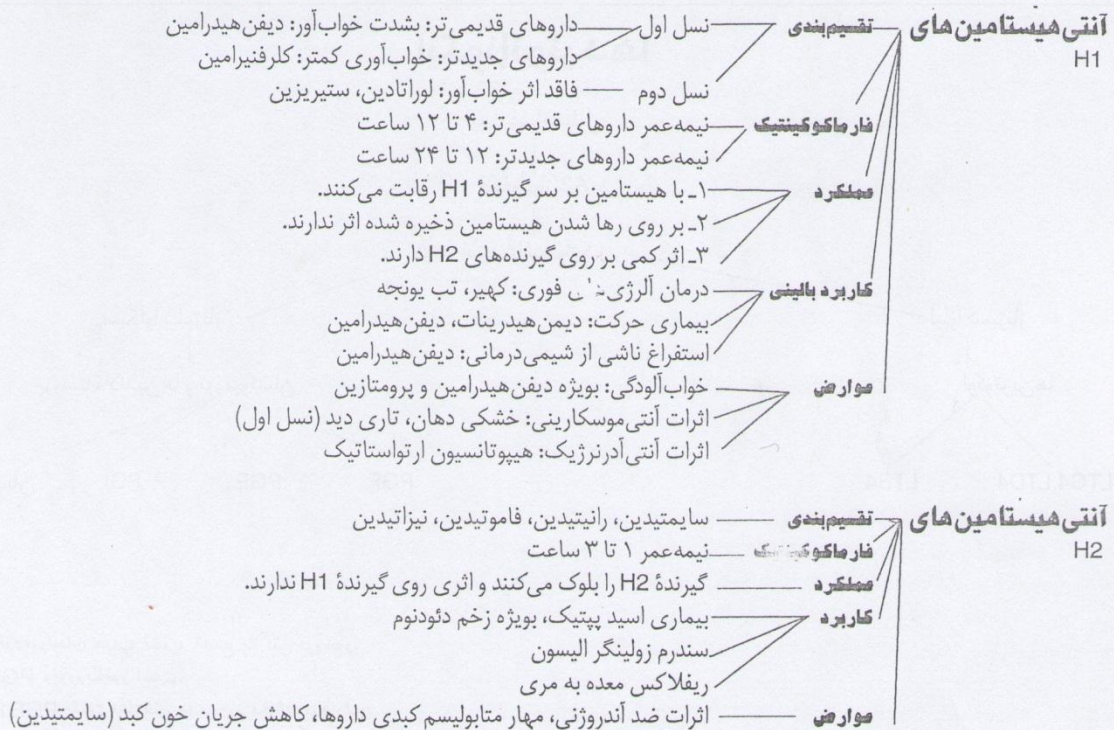 آنتی هیستامین های H1
تقسیم‌بندی
نسل اول
داروهای قدیمی‌تر: بشدت خواب‌آور: دیفن‌هیدرامین
داروهای جدیدتر: خواب‌آوری کمتر: کلرفنیرامین
نسل دوم
فاقد اثر خواب‌آور: لوراتادین، ستیریزین
فارماکوکینتیک
نیمه‌عمر داروهای قدیمی‌تر: ۴ تا ۱۲ ساعت
نیمه‌عمر داروهای جدیدتر: ۱۲ تا ۲۴ ساعت
عملکرد
۱ـ با هیستامین بر سر گیرندهٔ H1 رقابت می‌کنند.
۲ـ بر روی رها شدن هیستامین ذخیره شده اثر ندارند.
۳ـ اثر کمی بر روی گیرنده‌های H2 دارند.
کاربرد بالینی
درمان آلرژی فوری: کهیر، تب یونجه
بیماری حرکت: دیمن‌هیدرینات، دیفن‌هیدرامین
استفراغ ناشی از شیمی‌درمانی: دیفن‌هیدرامین
عوارض
خواب‌آلودگی: بویژه دیفن‌هیدرامین و پرومتازین
اثرات آنتی‌موسکارینی: خشکی دهان، تاری دید (نسل اول)
اثرات آنتی‌آدرنرژیک: هیپوتانسیون ارتواستاتیک
آنتی هیستامین های H2
تقسیم‌بندی
سایمتیدین، رانیتیدین، فاموتیدین، نیزاتیدین
فارماکوکینتیک
نیمه‌عمر ۱ تا ۳ ساعت
عملکرد
گیرندهٔ H2 را بلوک می‌کنند و اثری روی گیرندهٔ H1 ندارند.
کاربرد
بیماری اسید پپتیک، بویژه زخم دئودنوم
سندرم زولینگر الیسون
ریفلاکس معده به مری
عوارض
اثرات ضد آندروژنی، مهار متابولیسم کبدی داروها، کاهش جریان خون کبد (سایمتیدین)